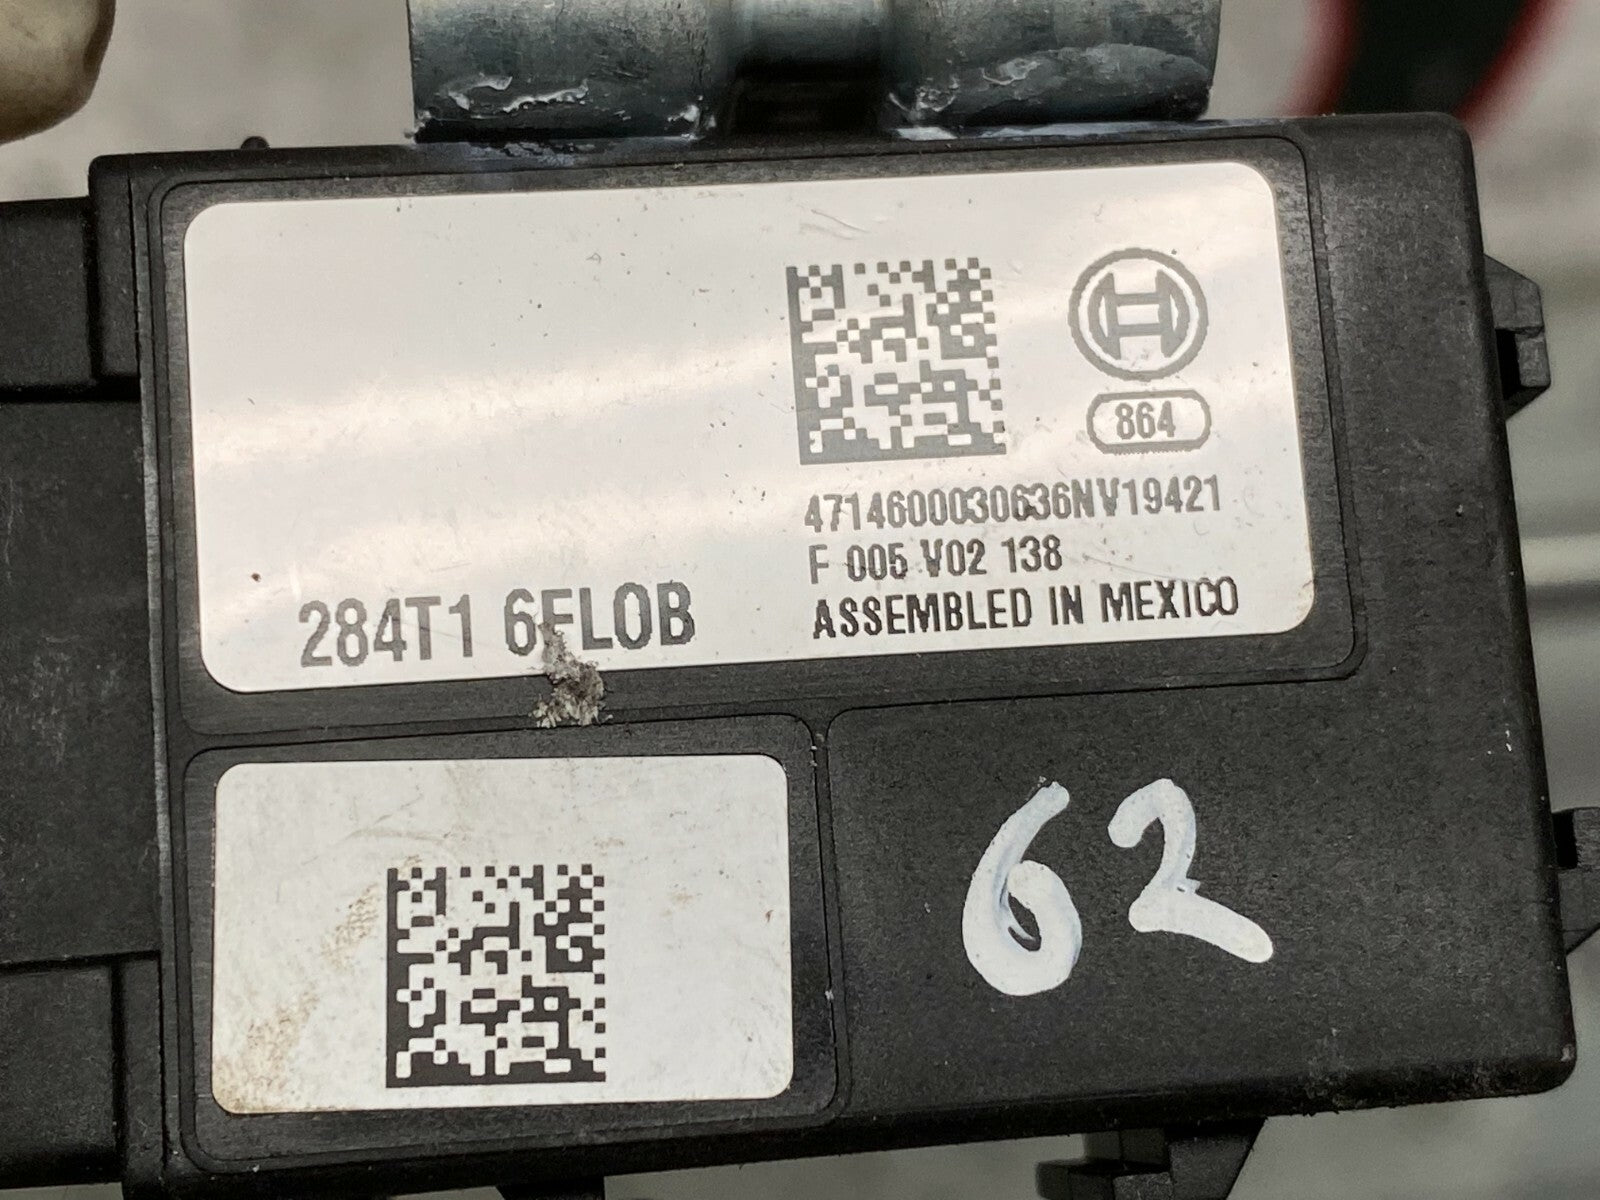 864
4714600030636NV19421
F 005 V02 138
ASSEMBLED IN MEXICO
284T1 6FL0B
62